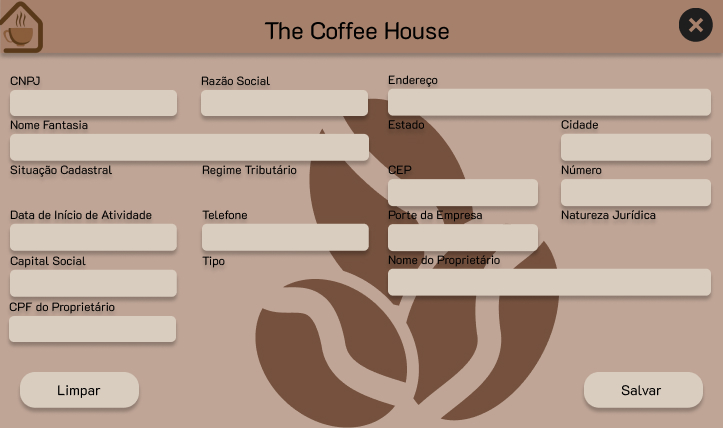 The Coffee House
CNPJ
Razão Social
Endereço
Nome Fantasia
Estado
Cidade
Situação Cadastral
Regime Tributário
CEP
Número
Data de Início de Atividade
Telefone
Porte da Empresa
Natureza Jurídica
Capital Social
Tipo
Nome do Proprietário
CPF do Proprietário
Limpar
Salvar